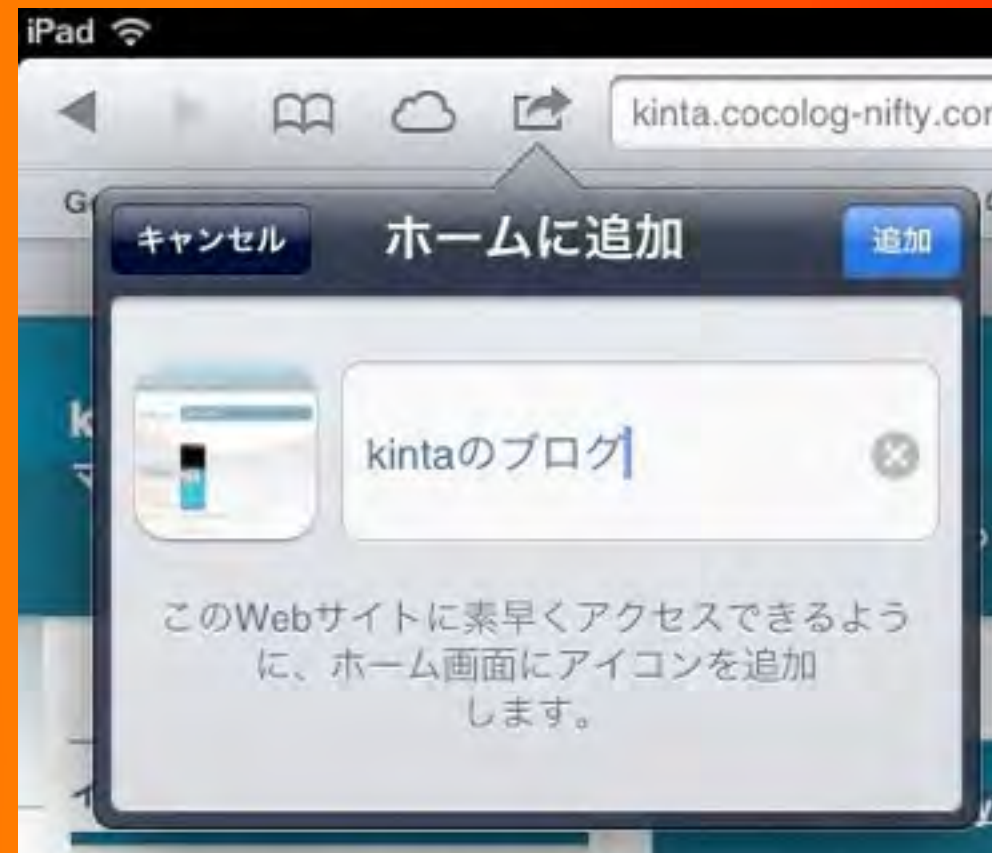 iPad
kinta.cocolog-nifty.com
キャンセル
ホームに追加
追加
kintaのブログ
このWebサイトに素早くアクセスできるよう
に、ホーム画面にアイコンを追加
します。